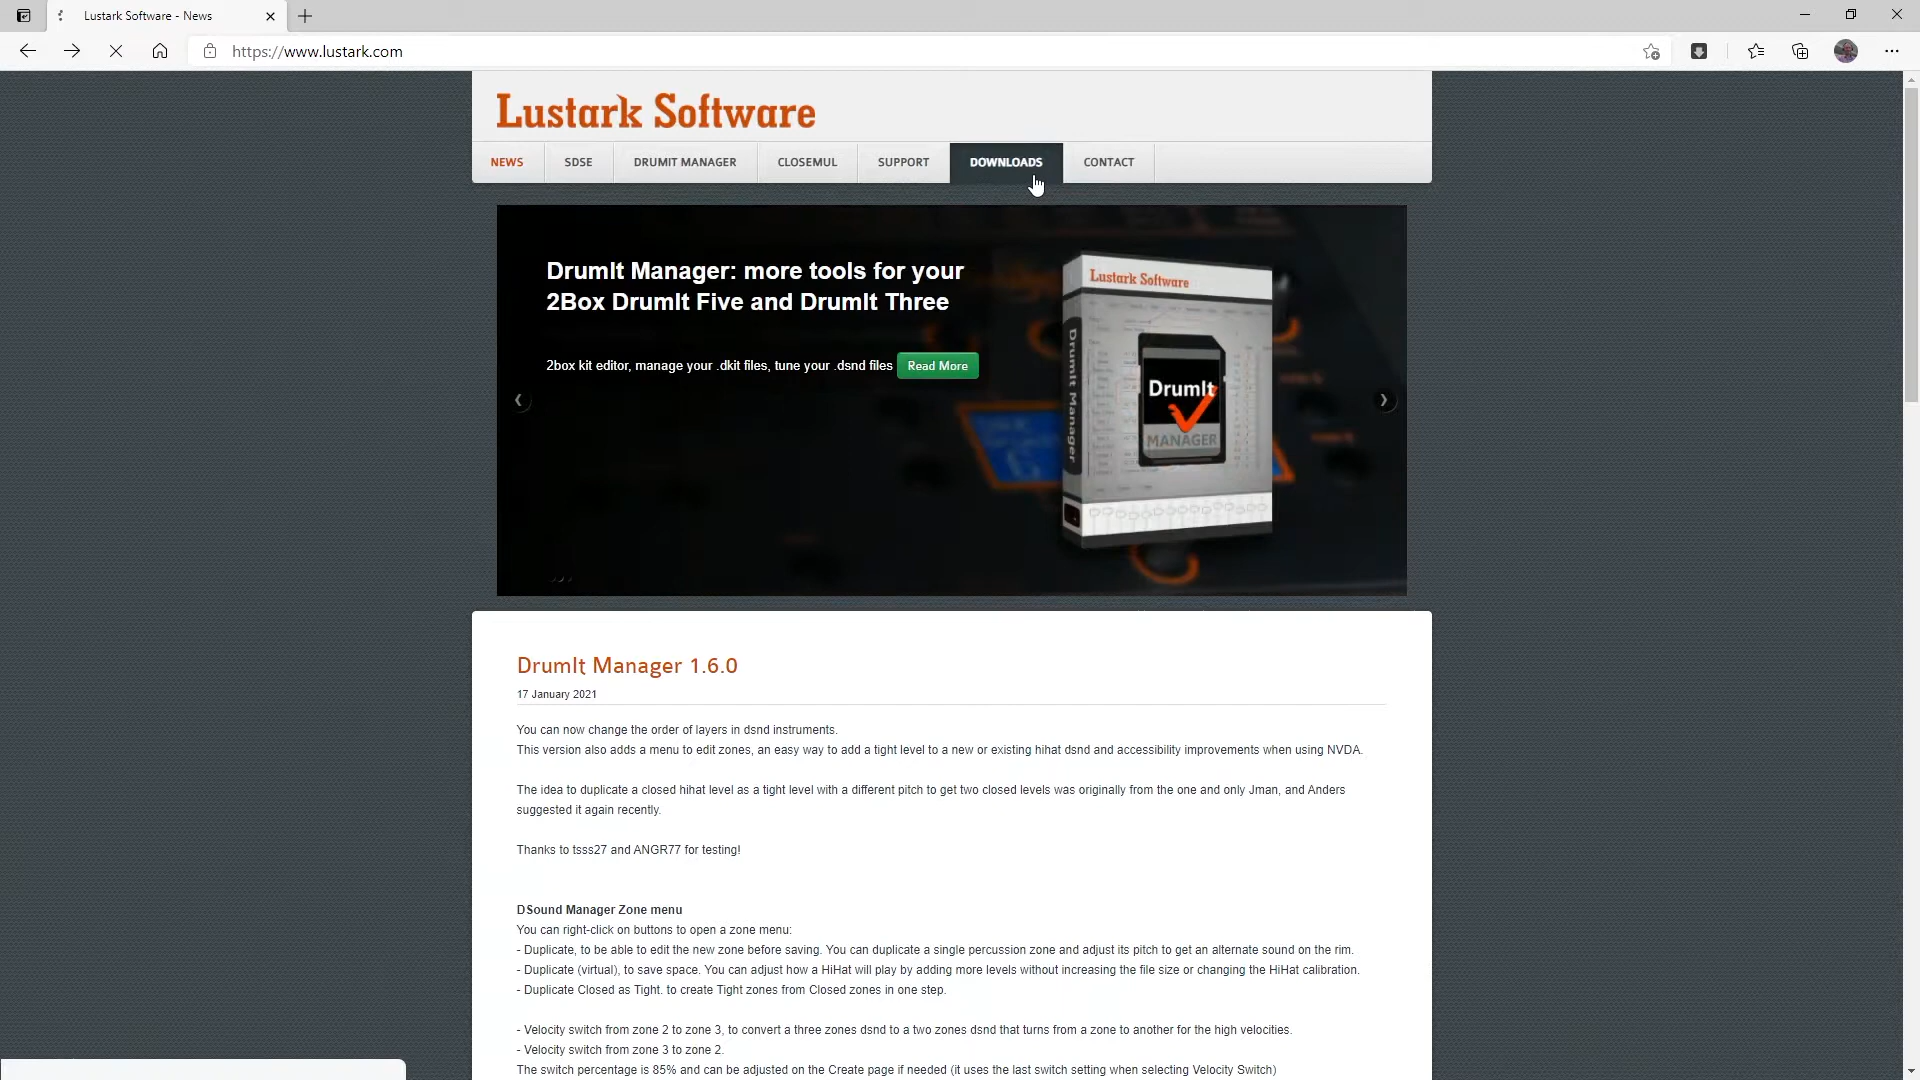 Lustark Software - News
https://www.lustark.com
Lustark Software
NEWS
SDSE
DRUMIT MANAGER
CLOSEMUL
SUPPORT
DOWNLOADS
CONTACT
DrumIt Manager: more tools for your
2Box DrumIt Five and DrumIt Three
2box kit editor, manage your .dkit files, tune your .dsnd files
Read More
Lustark Software
DrumIt Manager
DrumIt
MANAGER
DrumIt Manager 1.6.0
17 January 2021
You can now change the order of layers in dsnd instruments.
This version also adds a menu to edit zones, an easy way to add a tight level to a new or existing hihat dsnd and accessibility improvements when using NVDA.
The idea to duplicate a closed hihat level as a tight level with a different pitch to get two closed levels was originally from the one and only Jman, and Anders
suggested it again recently.
Thanks to tsss27 and ANGR77 for testing!
DSound Manager Zone menu
You can right-click on buttons to open a zone menu:
- Duplicate, to be able to edit the new zone before saving. You can duplicate a single percussion zone and adjust its pitch to get an alternate sound on the rim.
- Duplicate (virtual), to save space. You can adjust how a HiHat will play by adding more levels without increasing the file size or changing the HiHat calibration.
- Duplicate Closed as Tight. to create Tight zones from Closed zones in one step.
- Velocity switch from zone 2 to zone 3, to convert a three zones dsnd to a two zones dsnd that turns from a zone to another for the high velocities.
- Velocity switch from zone 3 to zone 2.
The switch percentage is 85% and can be adjusted on the Create page if needed (it uses the last switch setting when selecting Velocity Switch)